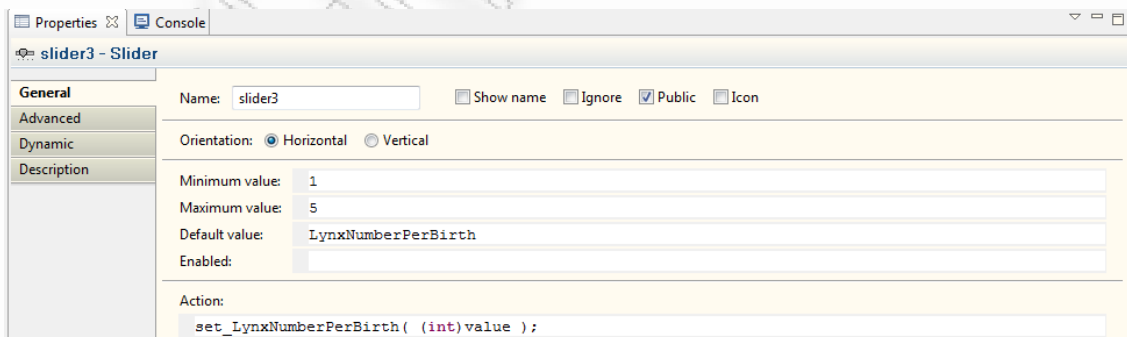 Properties Console
slider3 - Slider
General
Advanced
Dynamic
Description
Name: slider3 Show name Ignore Public Icon
Orientation: Horizontal Vertical
Minimum value: 1
Maximum value: 5
Default value: LynxNumberPerBirth
Enabled:
Action:
set_LynxNumberPerBirth( (int)value );